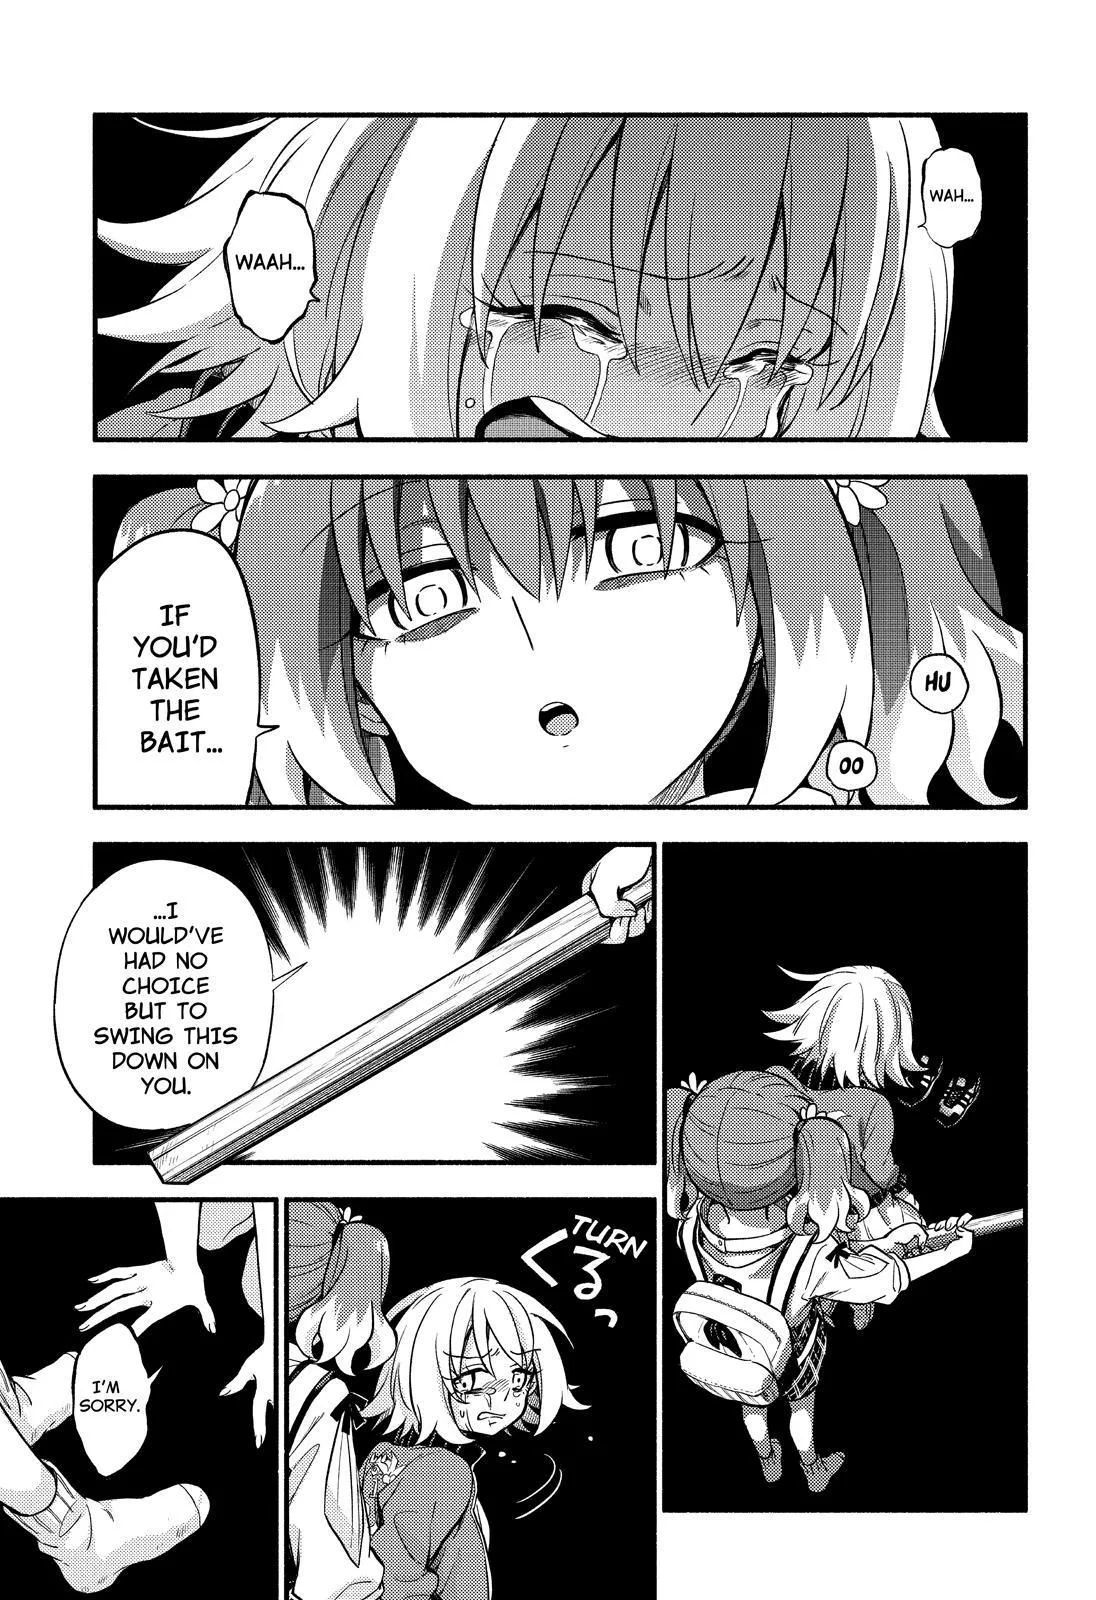 WAH...
WAAH...
IF
YOU'D
TAKEN
THE
BAIT...
HU
OO
...I
WOULD'VE
HAD NO
CHOICE
BUT TO
SWING THIS
DOWN ON
YOU.
TURN
くるっ
I'M
SORRY.